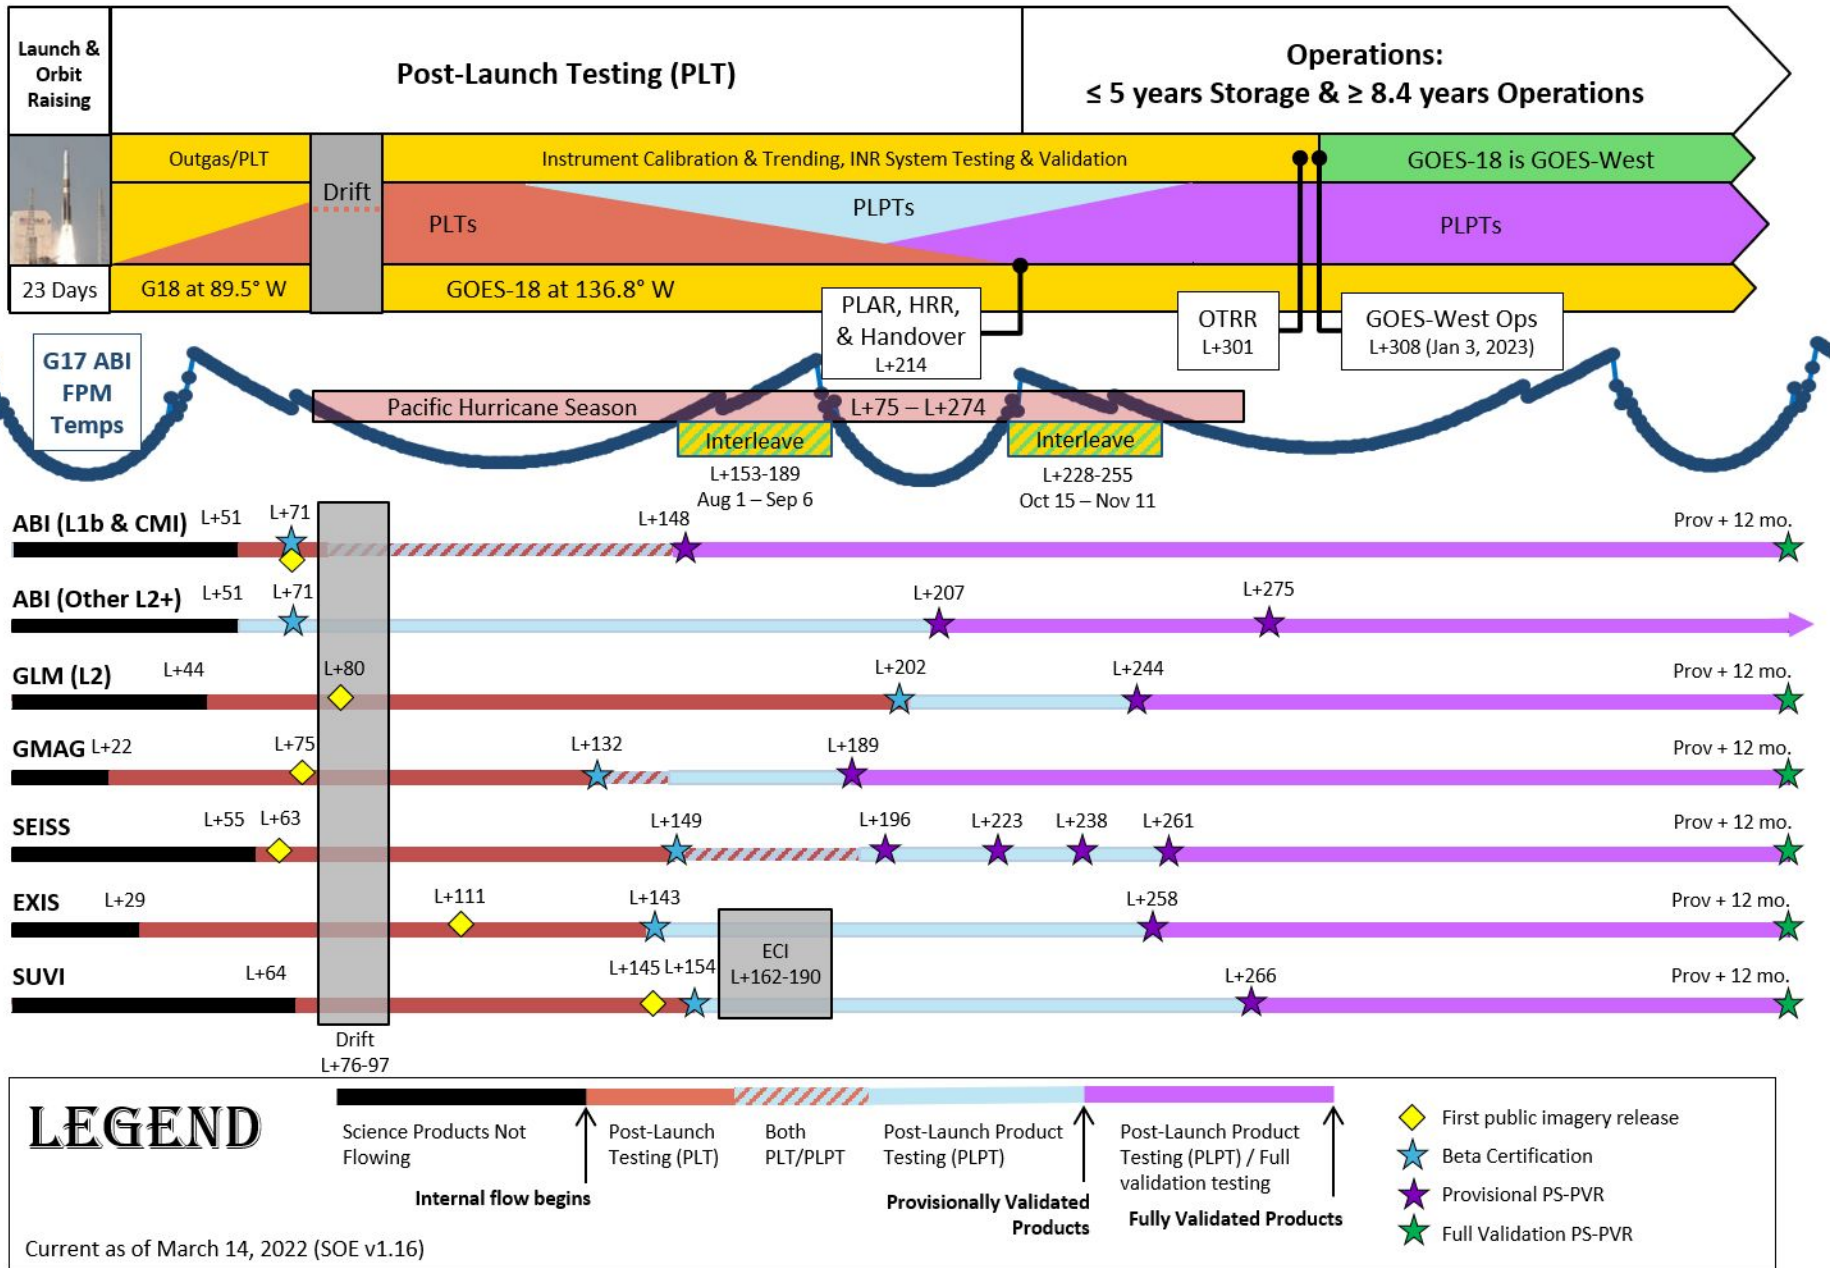 Launch &
Orbit
Raising
Post-Launch Testing (PLT)
Operations:
≤ 5 years Storage & ≥ 8.4 years Operations
Outgas/PLT
Drift
Instrument Calibration & Trending, INR System Testing & Validation
GOES-18 is GOES-West
PLTs
PLPTs
PLPTs
23 Days
G18 at 89.5° W
GOES-18 at 136.8° W
PLAR, HRR,
& Handover
L+214
OTRR
L+301
GOES-West Ops
L+308 (Jan 3, 2023)
G17 ABI
FPM
Temps
Pacific Hurricane Season
L+75 – L+274
Interleave
L+153-189
Aug 1 – Sep 6
Interleave
L+228-255
Oct 15 – Nov 11
ABI (L1b & CMI)
L+51
L+71
L+148
Prov + 12 mo.
ABI (Other L2+)
L+51
L+71
L+207
L+275
GLM (L2)
L+44
L+80
L+202
L+244
Prov + 12 mo.
GMAG
L+22
L+75
L+132
L+189
Prov + 12 mo.
SEISS
L+55
L+63
L+149
L+196
L+223
L+238
L+261
Prov + 12 mo.
EXIS
L+29
L+111
L+143
L+258
Prov + 12 mo.
ECI
L+162-190
SUVI
L+64
L+145
L+154
L+266
Prov + 12 mo.
Drift
L+76-97
LEGEND
Science Products Not
Flowing
Internal flow begins
Post-Launch
Testing (PLT)
Both
PLT/PLPT
Post-Launch Product
Testing (PLPT)
Provisionally Validated
Products
Post-Launch Product
Testing (PLPT) / Full
validation testing
Fully Validated Products
First public imagery release
Beta Certification
Provisional PS-PVR
Full Validation PS-PVR
Current as of March 14, 2022 (SOE v1.16)